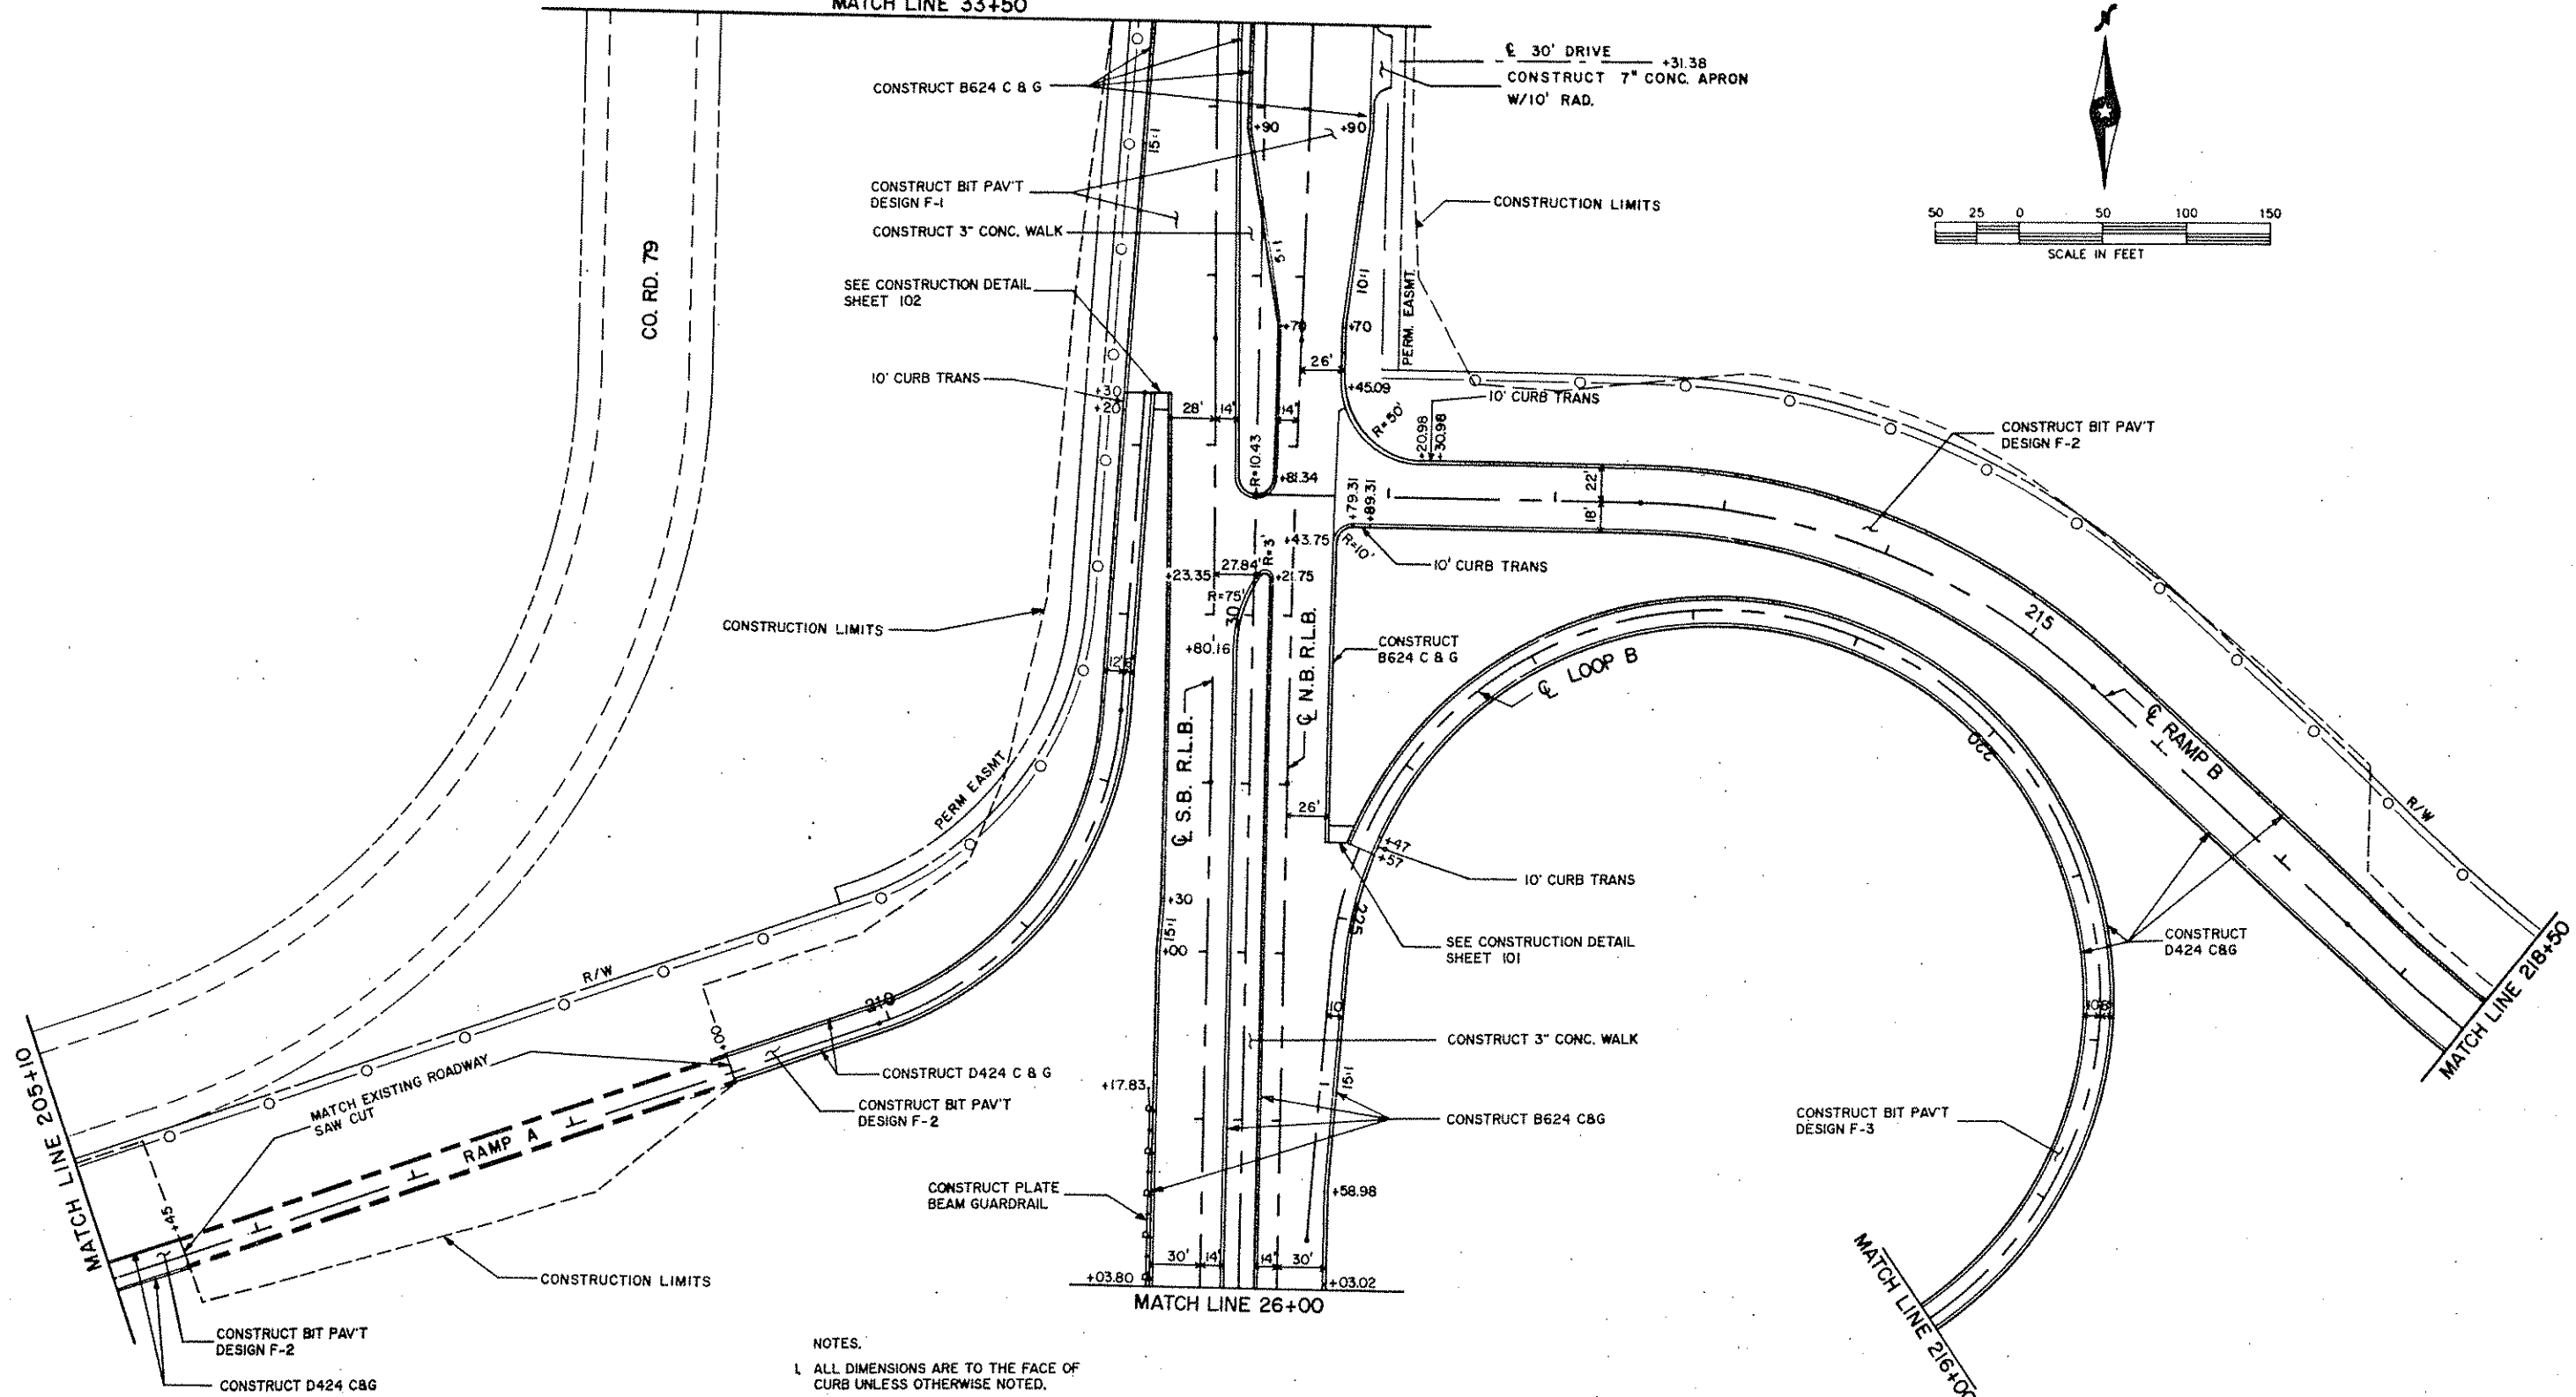 MATCH LINE 33+50
N
℄ 30' DRIVE
+31.38
CONSTRUCT 7" CONC. APRON
W/10' RAD.
CONSTRUCT B624 C & G
15:1
+90
+90
CONSTRUCT BIT PAV'T
DESIGN F-1
CONSTRUCTION LIMITS
50 25 0 50 100 150
SCALE IN FEET
CONSTRUCT 3" CONC. WALK
5:1
10:1
CO. RD. 79
SEE CONSTRUCTION DETAIL
SHEET 102
PERM. EASMT.
+70
+70
26'
10' CURB TRANS
+30
+20
+45.09
10' CURB TRANS
28'
14'
14'
R=50'
+20.98
+30.98
CONSTRUCT BIT PAV'T
DESIGN F-2
R=10.43
+81.34
+79.31
+89.31
22'
18'
R=3'
+43.75
R=10'
10' CURB TRANS
+23.35
27.84'
+21.75
R=75'
30
CONSTRUCTION LIMITS
+80.16
CONSTRUCT
B624 C & G
215
℄ LOOP B
12'
8'
℄ S.B. R.L.B.
℄ N.B. R.L.B.
220
℄ RAMP B
R/W
PERM EASMT
26'
+47
+57
10' CURB TRANS
+30
15:1
+00
225
SEE CONSTRUCTION DETAIL
SHEET 101
CONSTRUCT
D424 C&G
MATCH LINE 218+50
R/W
210
+00
10
10
8'
MATCH LINE 205+10
MATCH EXISTING ROADWAY
SAW CUT
CONSTRUCT 3" CONC. WALK
CONSTRUCT D424 C & G
+17.83
15:1
CONSTRUCT BIT PAV'T
DESIGN F-2
CONSTRUCT B624 C&G
CONSTRUCT BIT PAV'T
DESIGN F-3
RAMP A
CONSTRUCT PLATE
BEAM GUARDRAIL
+58.98
+45
30'
14'
14'
30'
CONSTRUCTION LIMITS
+03.80
+03.02
MATCH LINE 26+00
MATCH LINE 216+00
CONSTRUCT BIT PAV'T
DESIGN F-2
NOTES.
1. ALL DIMENSIONS ARE TO THE FACE OF
CURB UNLESS OTHERWISE NOTED.
CONSTRUCT D424 C&G